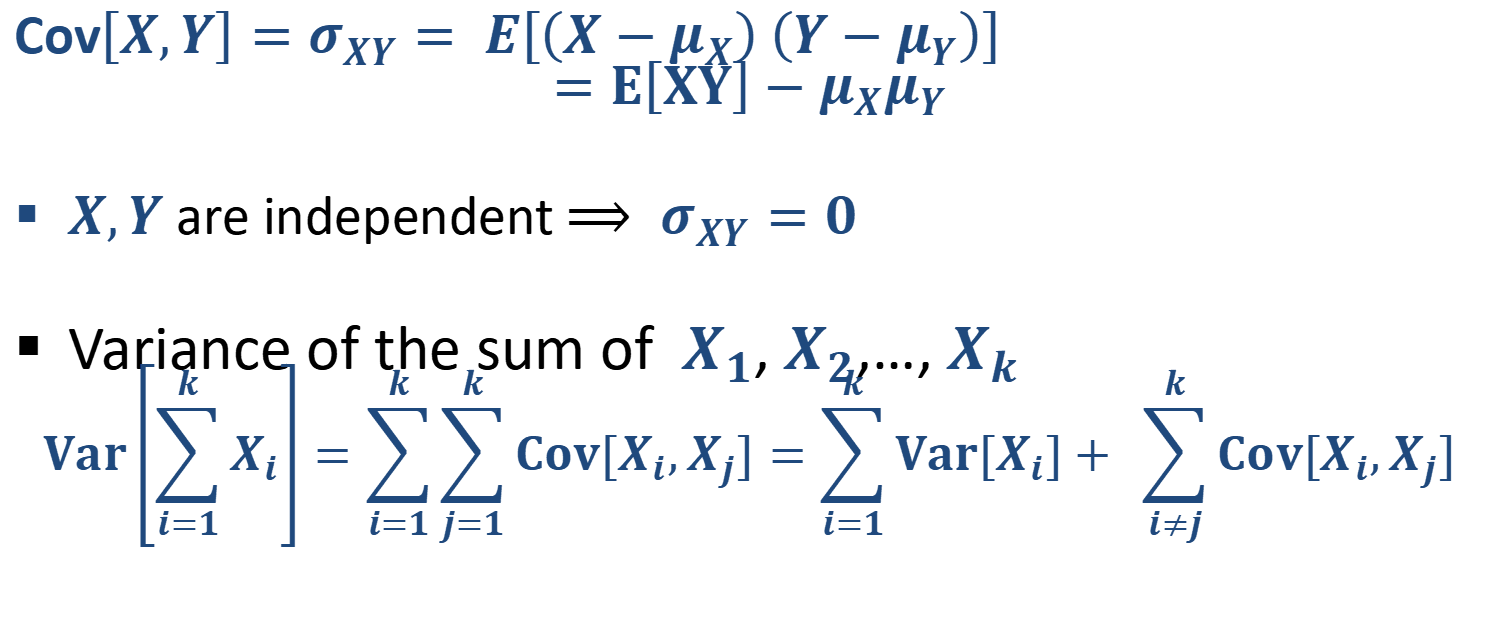 Cov[X, Y] = σ_XY = E[(X − μ_X) (Y − μ_Y)]
= E[XY] − μ_X μ_Y
▪ X, Y are independent ⟹ σ_XY = 0
▪ Variance of the sum of X_1, X_2,…, X_k
Var[∑_{i=1}^{k} X_i] = ∑_{i=1}^{k} ∑_{j=1}^{k} Cov[X_i, X_j] = ∑_{i=1}^{k} Var[X_i] + ∑_{i≠j}^{k} Cov[X_i, X_j]